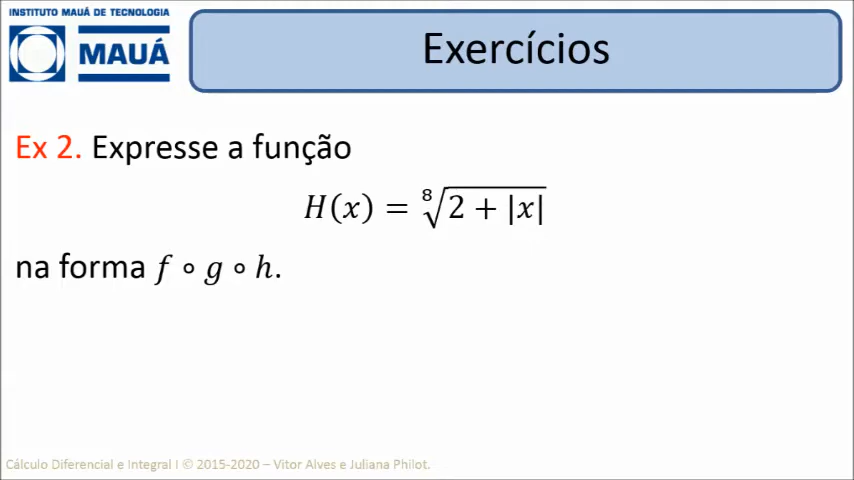 INSTITUTO MAUÁ DE TECNOLOGIA
MAUÁ
Exercícios
Ex 2. Expresse a função
H(x) = ⁸√(2 + |x|)
na forma f ∘ g ∘ h.
Cálculo Diferencial e Integral I © 2015-2020 – Vitor Alves e Juliana Philot.